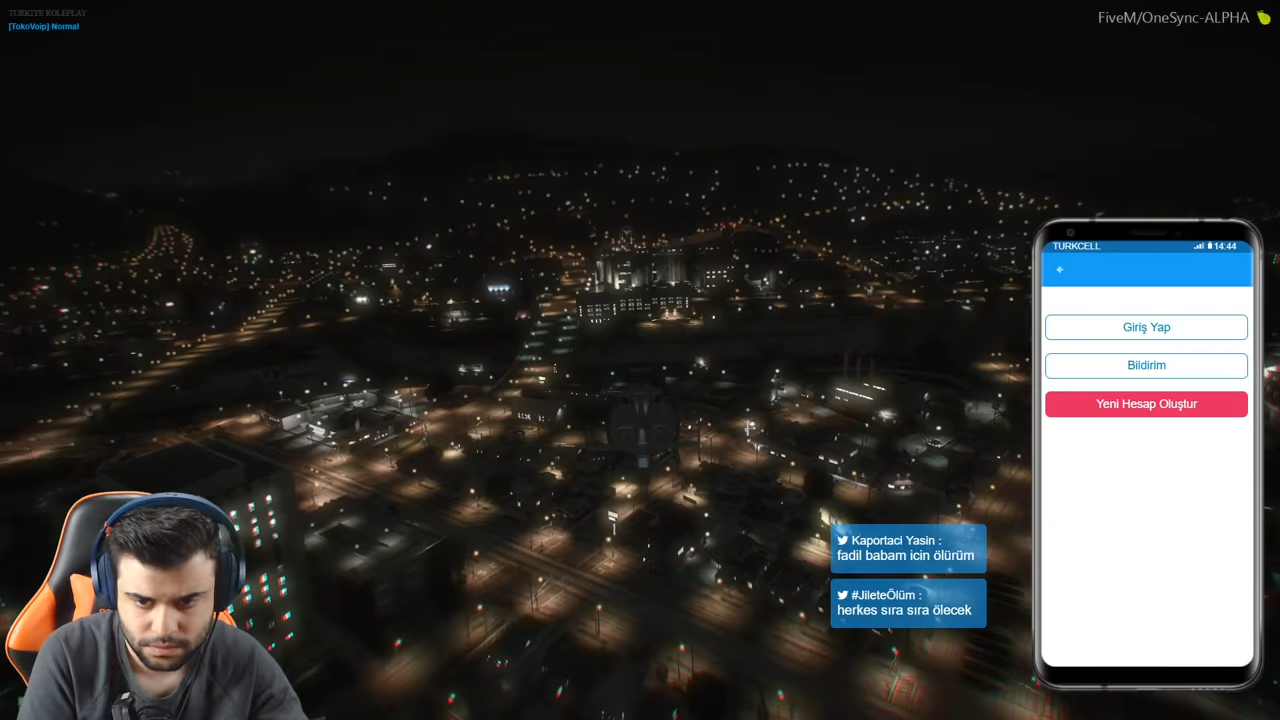 TURKIYE ROLEPLAY
[TokoVoip] Normal
FiveM/OneSync-ALPHA
TURKCELL
14:44
Giriş Yap
Bildirim
Yeni Hesap Oluştur
Kaportaci Yasin :
fadil babam icin ölürüm
#JileteÖlüm :
herkes sıra sıra ölecek